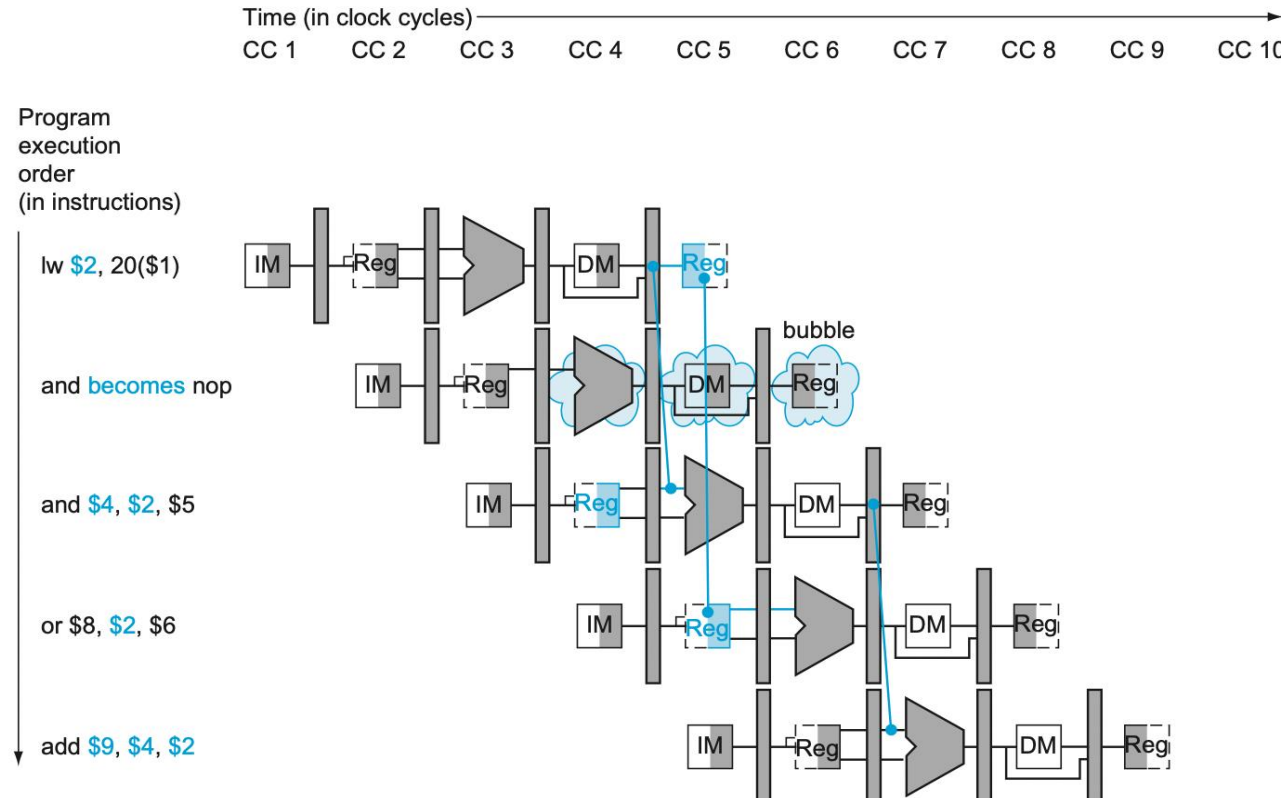 Time (in clock cycles)
CC 1 CC 2 CC 3 CC 4 CC 5 CC 6 CC 7 CC 8 CC 9 CC 10
Program
execution
order
(in instructions)
lw $2, 20($1)
IM Reg DM Reg
bubble
and becomes nop
IM Reg DM Reg
and $4, $2, $5
IM Reg DM Reg
or $8, $2, $6
IM Reg DM Reg
add $9, $4, $2
IM Reg DM Reg